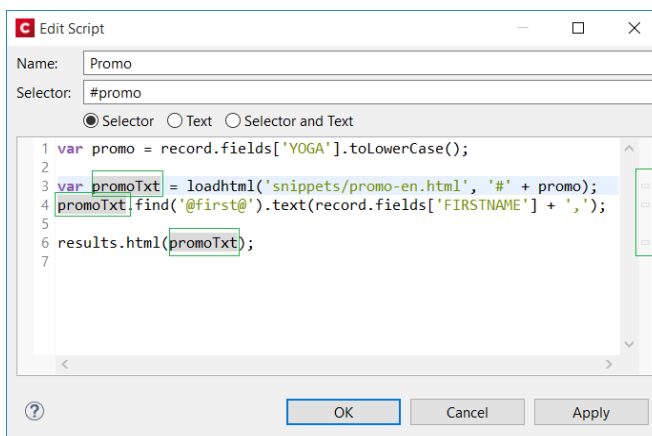 C Edit Script
Name: Promo
Selector: #promo
Selector Text Selector and Text
1 var promo = record.fields['YOGA'].toLowerCase();
2
3 var promoTxt = loadhtml('snippets/promo-en.html', '#' + promo);
4 promoTxt.find('@first@').text(record.fields['FIRSTNAME'] + ',');
5
6 results.html(promoTxt);
7
? OK Cancel Apply